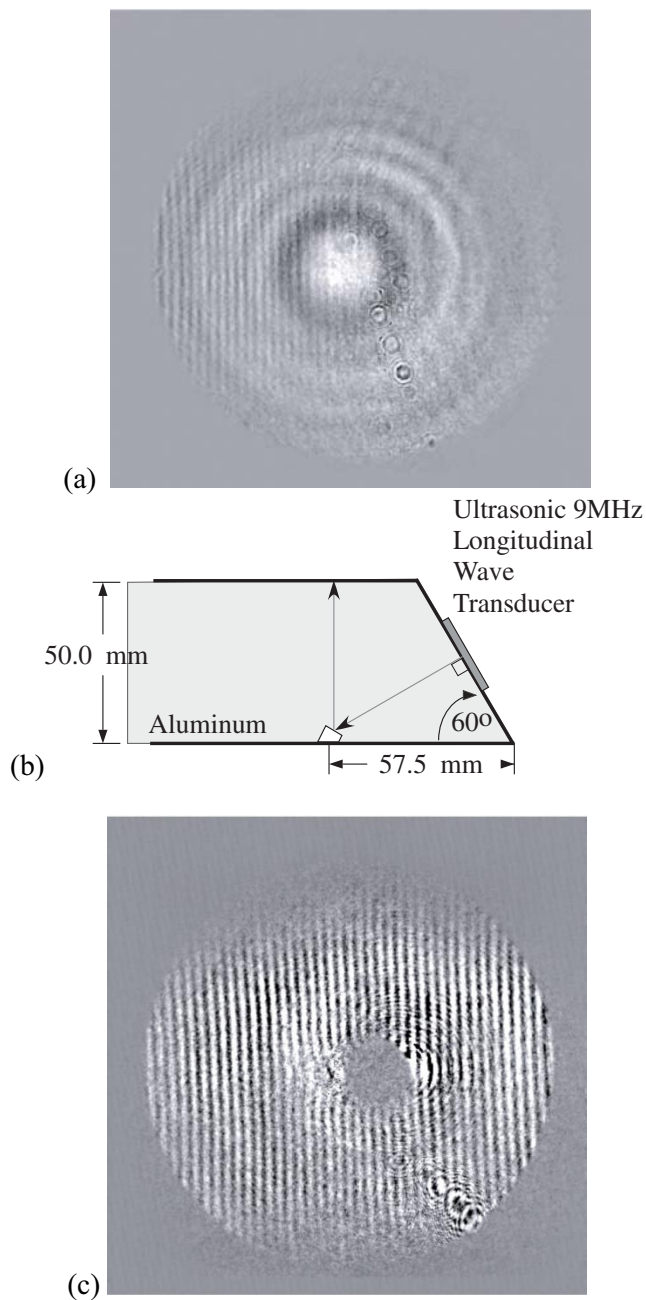 (a)
Ultrasonic 9MHz
Longitudinal
Wave
Transducer
50.0 mm
Aluminum
60º
57.5 mm
(b)
(c)